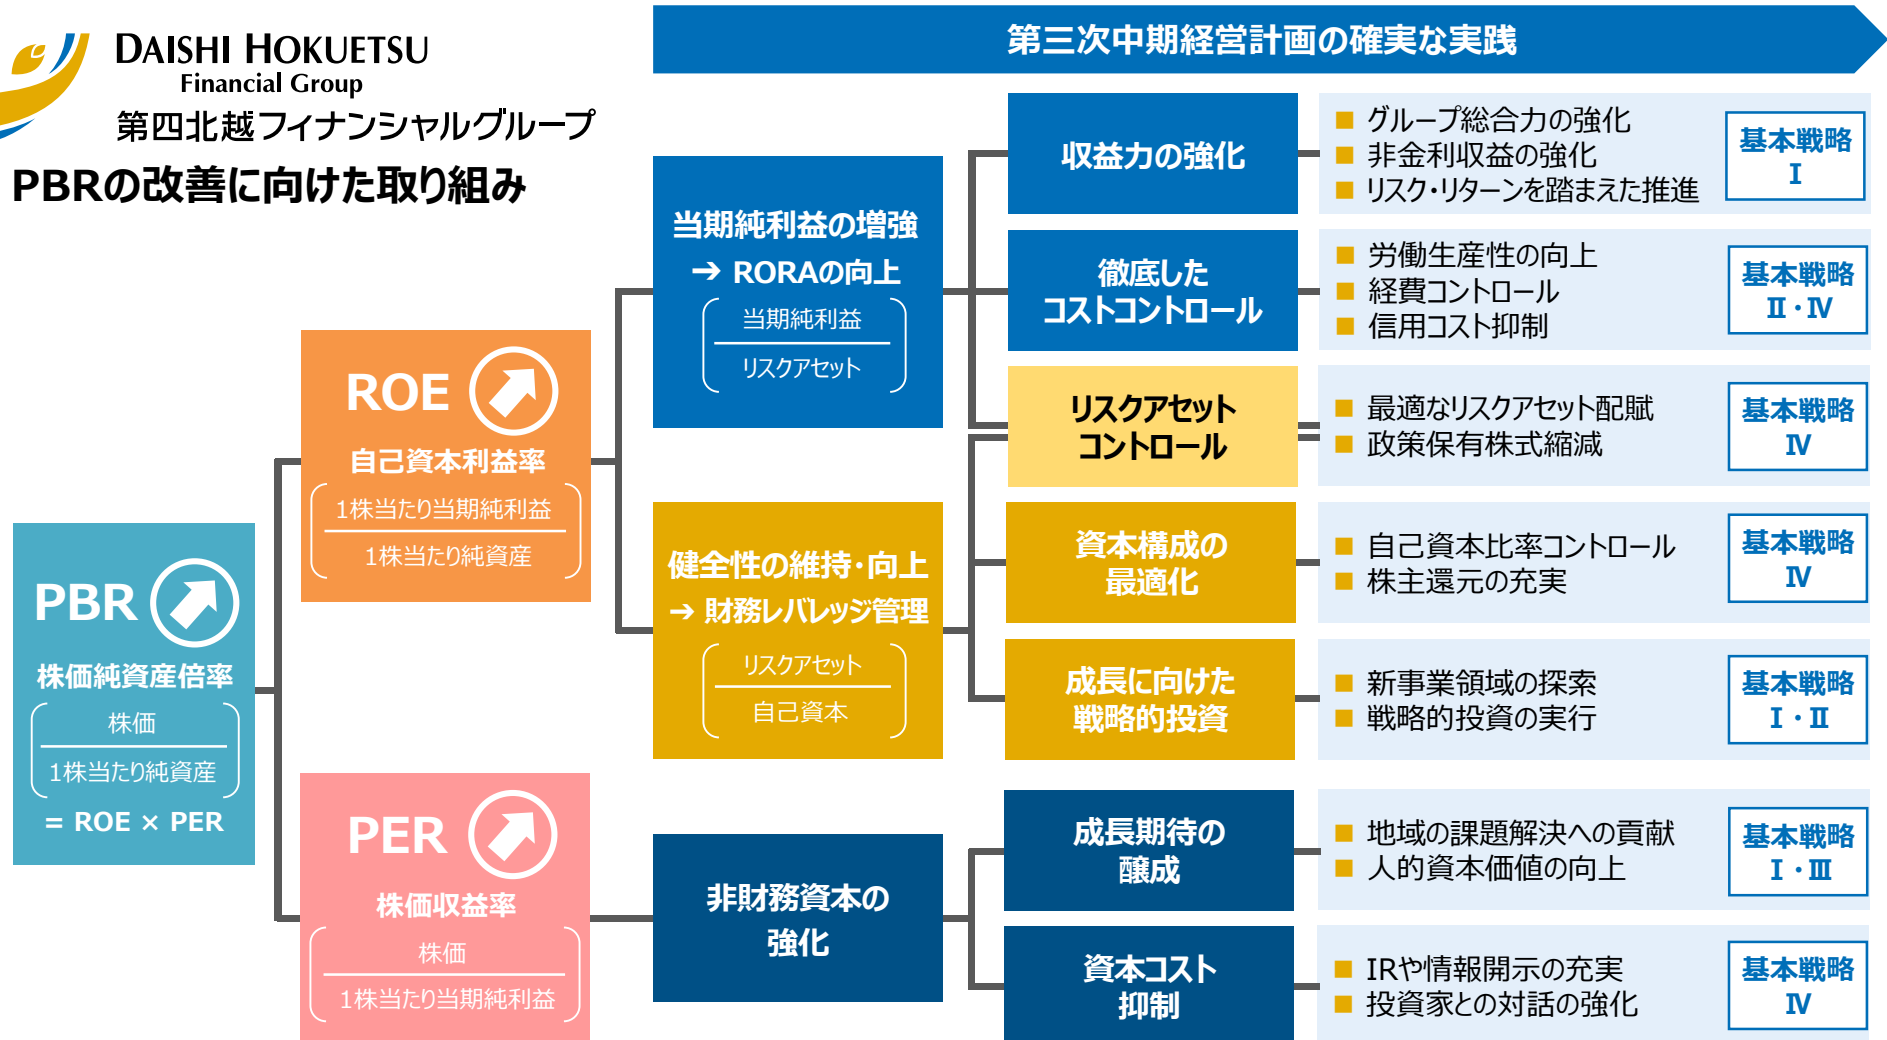 DAISHI HOKUETSU
Financial Group
第四北越フィナンシャルグループ
PBRの改善に向けた取り組み
第三次中期経営計画の確実な実践
PBR
株価純資産倍率
株価
1株当たり純資産
= ROE × PER
ROE
自己資本利益率
1株当たり当期純利益
1株当たり純資産
PER
株価収益率
株価
1株当たり当期純利益
当期純利益の増強
➔ RORAの向上
当期純利益
リスクアセット
健全性の維持・向上
➔ 財務レバレッジ管理
リスクアセット
自己資本
非財務資本の
強化
収益力の強化
■ グループ総合力の強化
■ 非金利収益の強化
■ リスク・リターンを踏まえた推進
基本戦略
Ⅰ
徹底した
コストコントロール
■ 労働生産性の向上
■ 経費コントロール
■ 信用コスト抑制
基本戦略
Ⅱ・Ⅳ
リスクアセット
コントロール
■ 最適なリスクアセット配賦
■ 政策保有株式縮減
基本戦略
Ⅳ
資本構成の
最適化
■ 自己資本比率コントロール
■ 株主還元の充実
基本戦略
Ⅳ
成長に向けた
戦略的投資
■ 新事業領域の探索
■ 戦略的投資の実行
基本戦略
Ⅰ・Ⅱ
成長期待の
醸成
■ 地域の課題解決への貢献
■ 人的資本価値の向上
基本戦略
Ⅰ・Ⅲ
資本コスト
抑制
■ IRや情報開示の充実
■ 投資家との対話の強化
基本戦略
Ⅳ